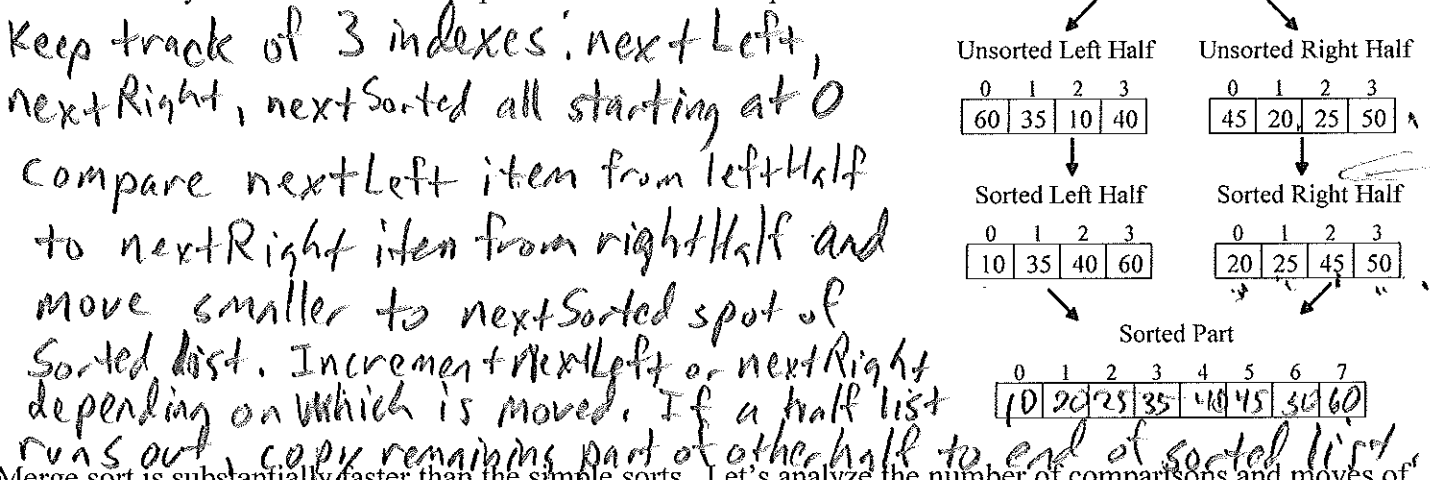 Keep track of 3 indexes: nextLeft,
nextRight, nextSorted all starting at 0
Compare nextLeft item from leftHalf
to nextRight item from rightHalf and
move smaller to nextSorted spot of
Sorted list. Increment nextLeft or nextRight
depending on which is moved. If a half list
runs out, copy remaining part of other half to end of sorted list.
Unsorted Left Half Unsorted Right Half
0 1 2 3 0 1 2 3
60 35 10 40 45 20 25 50
Sorted Left Half Sorted Right Half
0 1 2 3 0 1 2 3
10 35 40 60 20 25 45 50
Sorted Part
0 1 2 3 4 5 6 7
10 20 25 35 40 45 50 60
Merge sort is substantially faster than the simple sorts. Let's analyze the number of comparisons and moves of